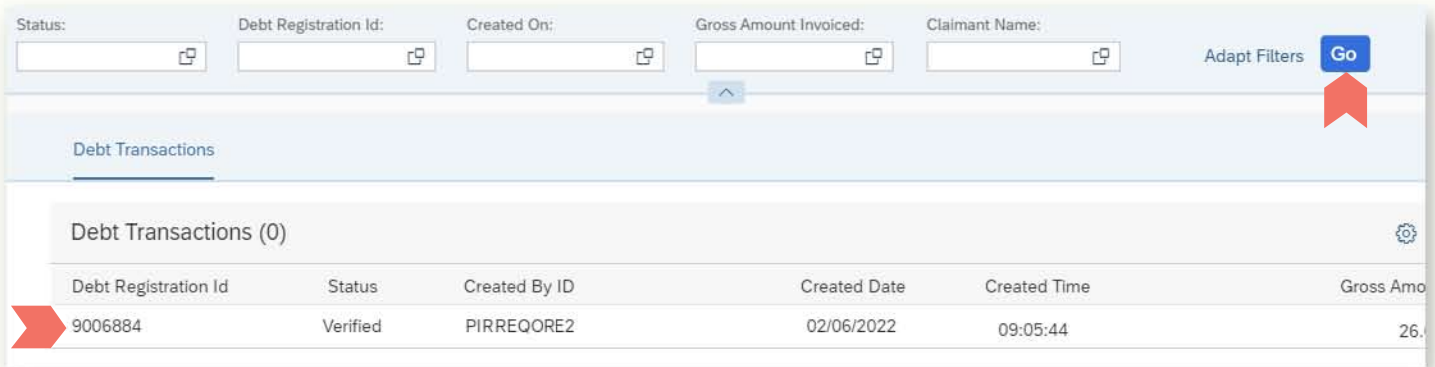 Status: Debt Registration Id: Created On: Gross Amount Invoiced: Claimant Name:
Adapt Filters Go
Debt Transactions
Debt Transactions (0)
Debt Registration Id Status Created By ID Created Date Created Time Gross Amo
9006884 Verified PIRREQORE2 02/06/2022 09:05:44 26.